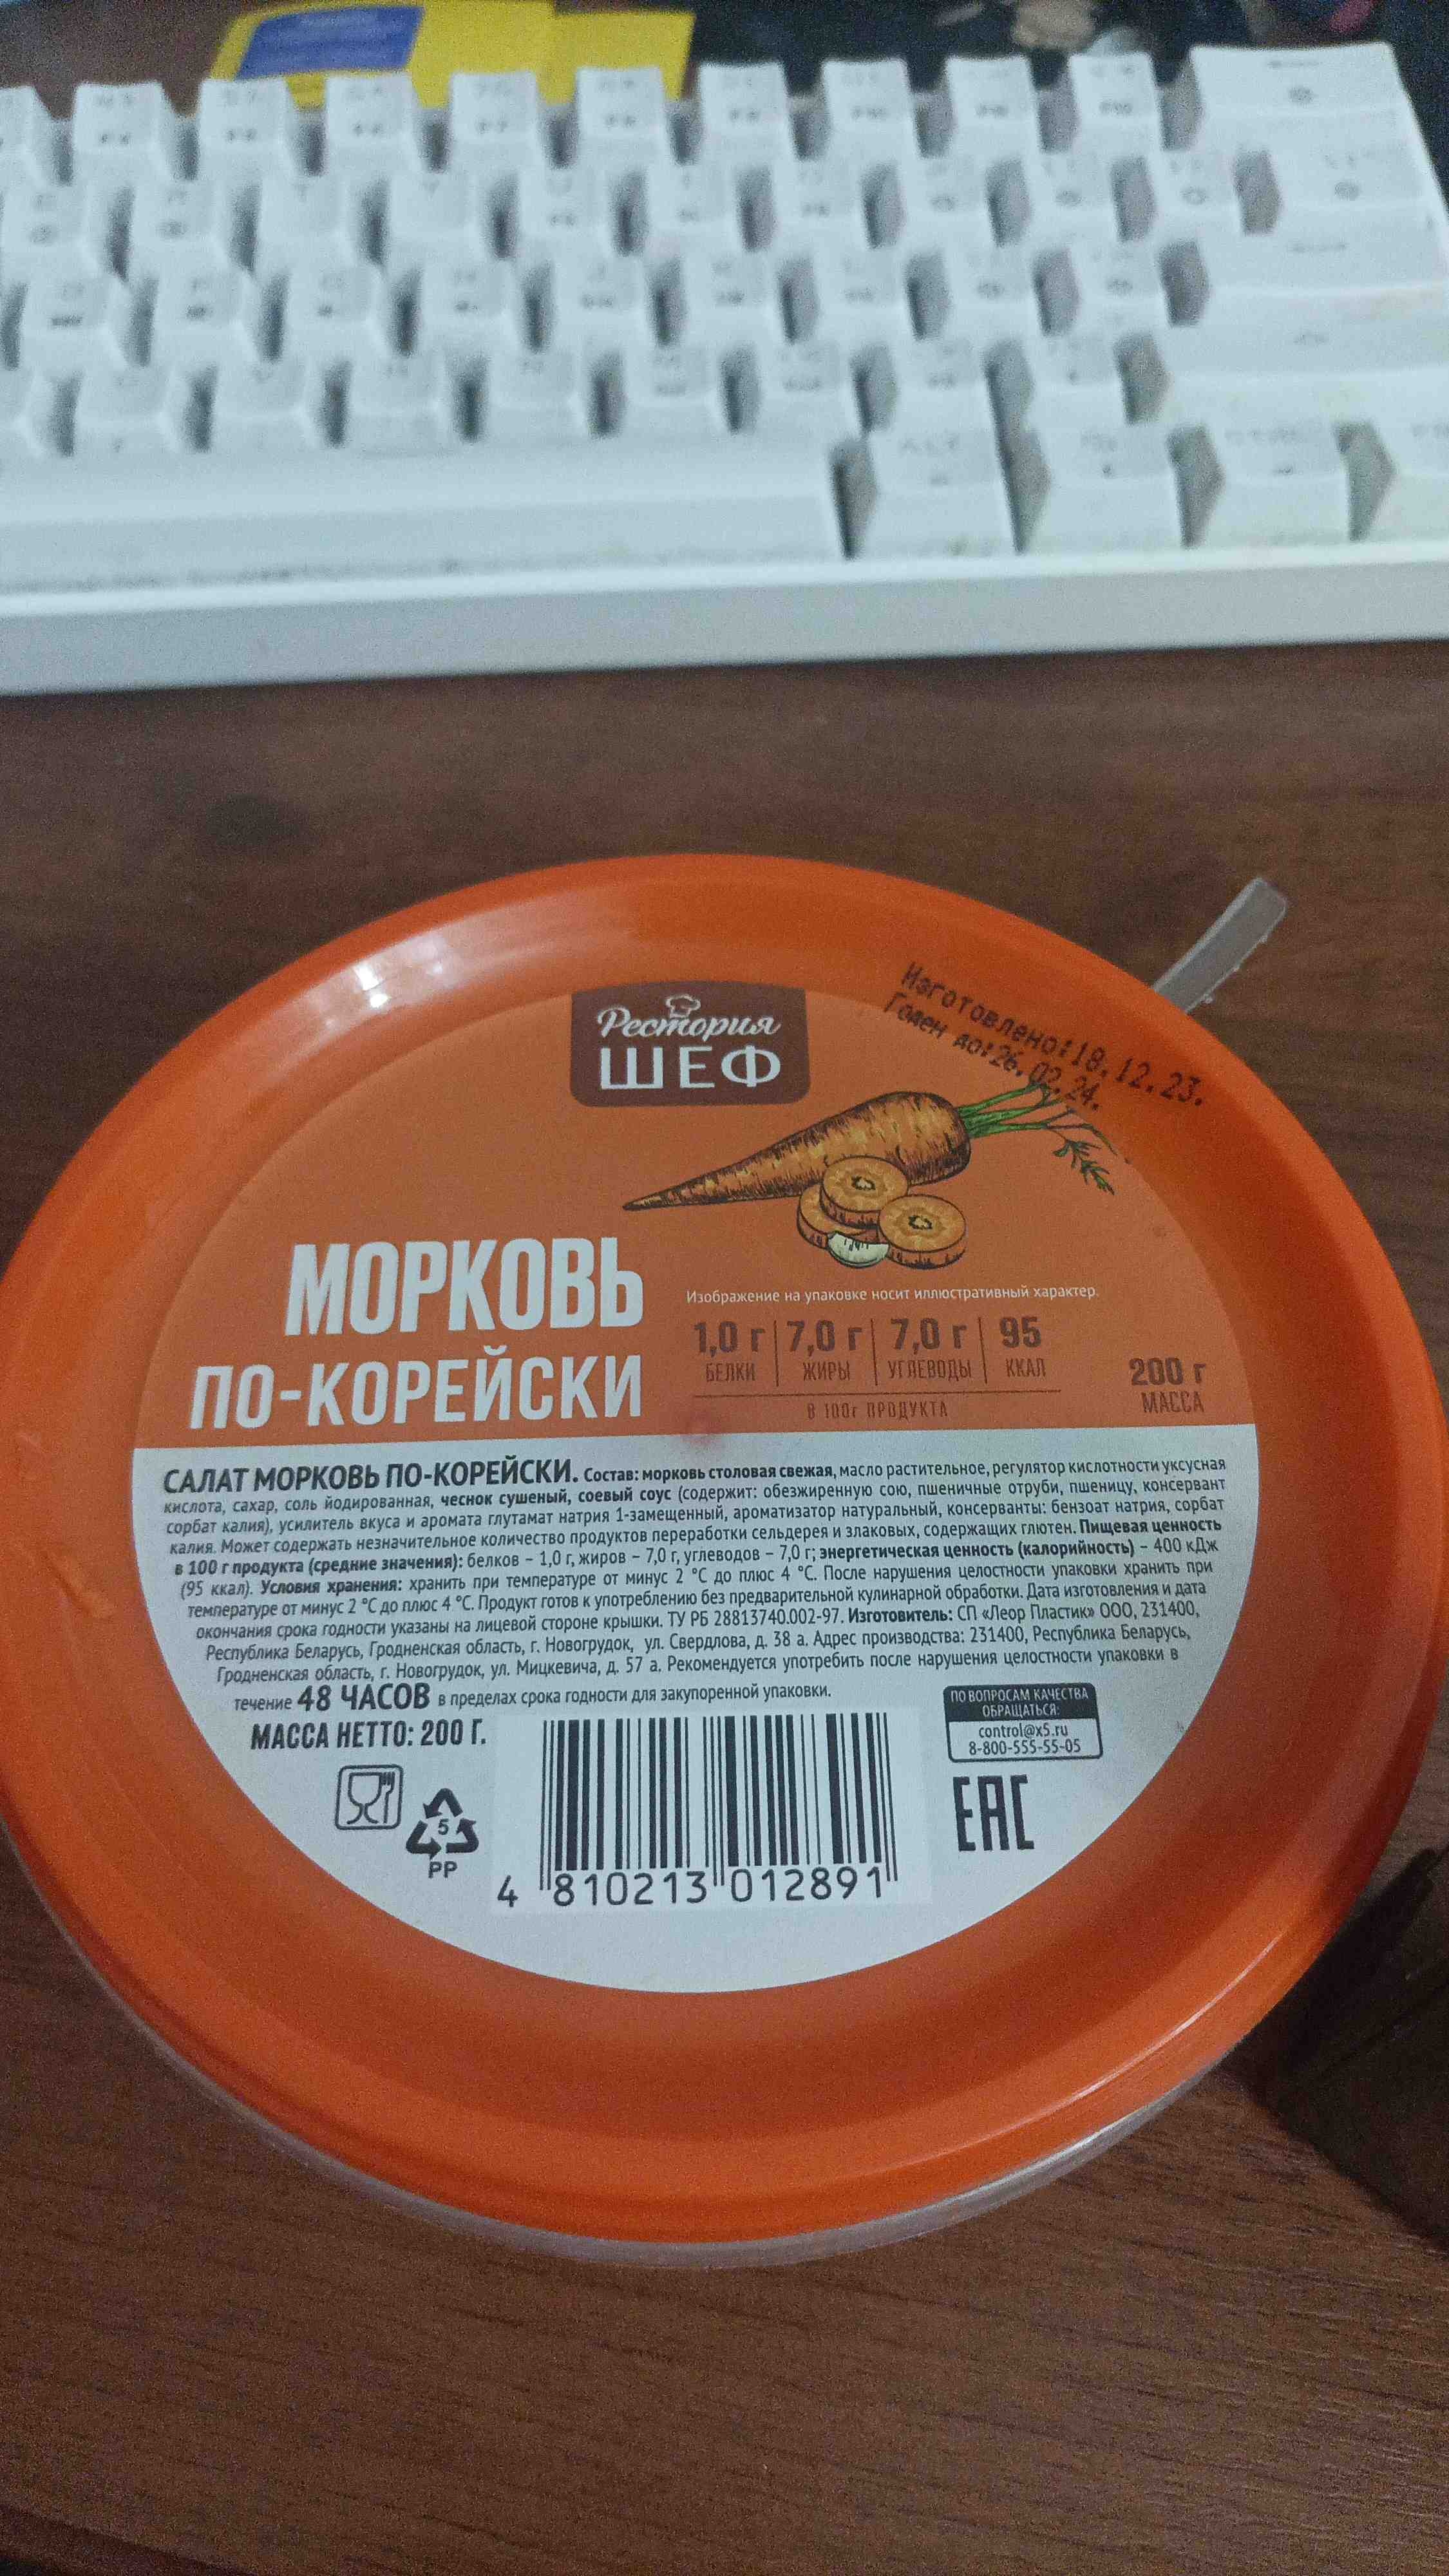 Рестория
ШЕФ
Изготовлено:18.12.23.
Годен до:26.02.24.
МОРКОВЬ
ПО-КОРЕЙСКИ
Изображение на упаковке носит иллюстративный характер.
1,0 г 7,0 г 7,0 г 95
БЕЛКИ ЖИРЫ УГЛЕВОДЫ ККАЛ
В 100г ПРОДУКТА
200 г
МАССА
САЛАТ МОРКОВЬ ПО-КОРЕЙСКИ. Состав: морковь столовая свежая, масло растительное, регулятор кислотности уксусная
кислота, сахар, соль йодированная, чеснок сушеный, соевый соус (содержит: обезжиренную сою, пшеничные отруби, пшеницу, консервант
сорбат калия), усилитель вкуса и аромата глутамат натрия 1-замещенный, ароматизатор натуральный, консерванты: бензоат натрия, сорбат
калия. Может содержать незначительное количество продуктов переработки сельдерея и злаковых, содержащих глютен. Пищевая ценность
в 100 г продукта (средние значения): белков – 1,0 г, жиров – 7,0 г, углеводов – 7,0 г; энергетическая ценность (калорийность) – 400 кДж
(95 ккал). Условия хранения: хранить при температуре от минус 2 °С до плюс 4 °С. После нарушения целостности упаковки хранить при
температуре от минус 2 °С до плюс 4 °С. Продукт готов к употреблению без предварительной кулинарной обработки. Дата изготовления и дата
окончания срока годности указаны на лицевой стороне крышки. ТУ РБ 28813740.002-97. Изготовитель: СП «Леор Пластик» ООО, 231400,
Республика Беларусь, Гродненская область, г. Новогрудок, ул. Свердлова, д. 38 а. Адрес производства: 231400, Республика Беларусь,
Гродненская область, г. Новогрудок, ул. Мицкевича, д. 57 а. Рекомендуется употребить после нарушения целостности упаковки в
течение 48 ЧАСОВ в пределах срока годности для закупоренной упаковки.
МАССА НЕТТО: 200 Г.
ПО ВОПРОСАМ КАЧЕСТВА
ОБРАЩАТЬСЯ:
control@x5.ru
8-800-555-55-05
5
PP
EAC
4 810213 012891